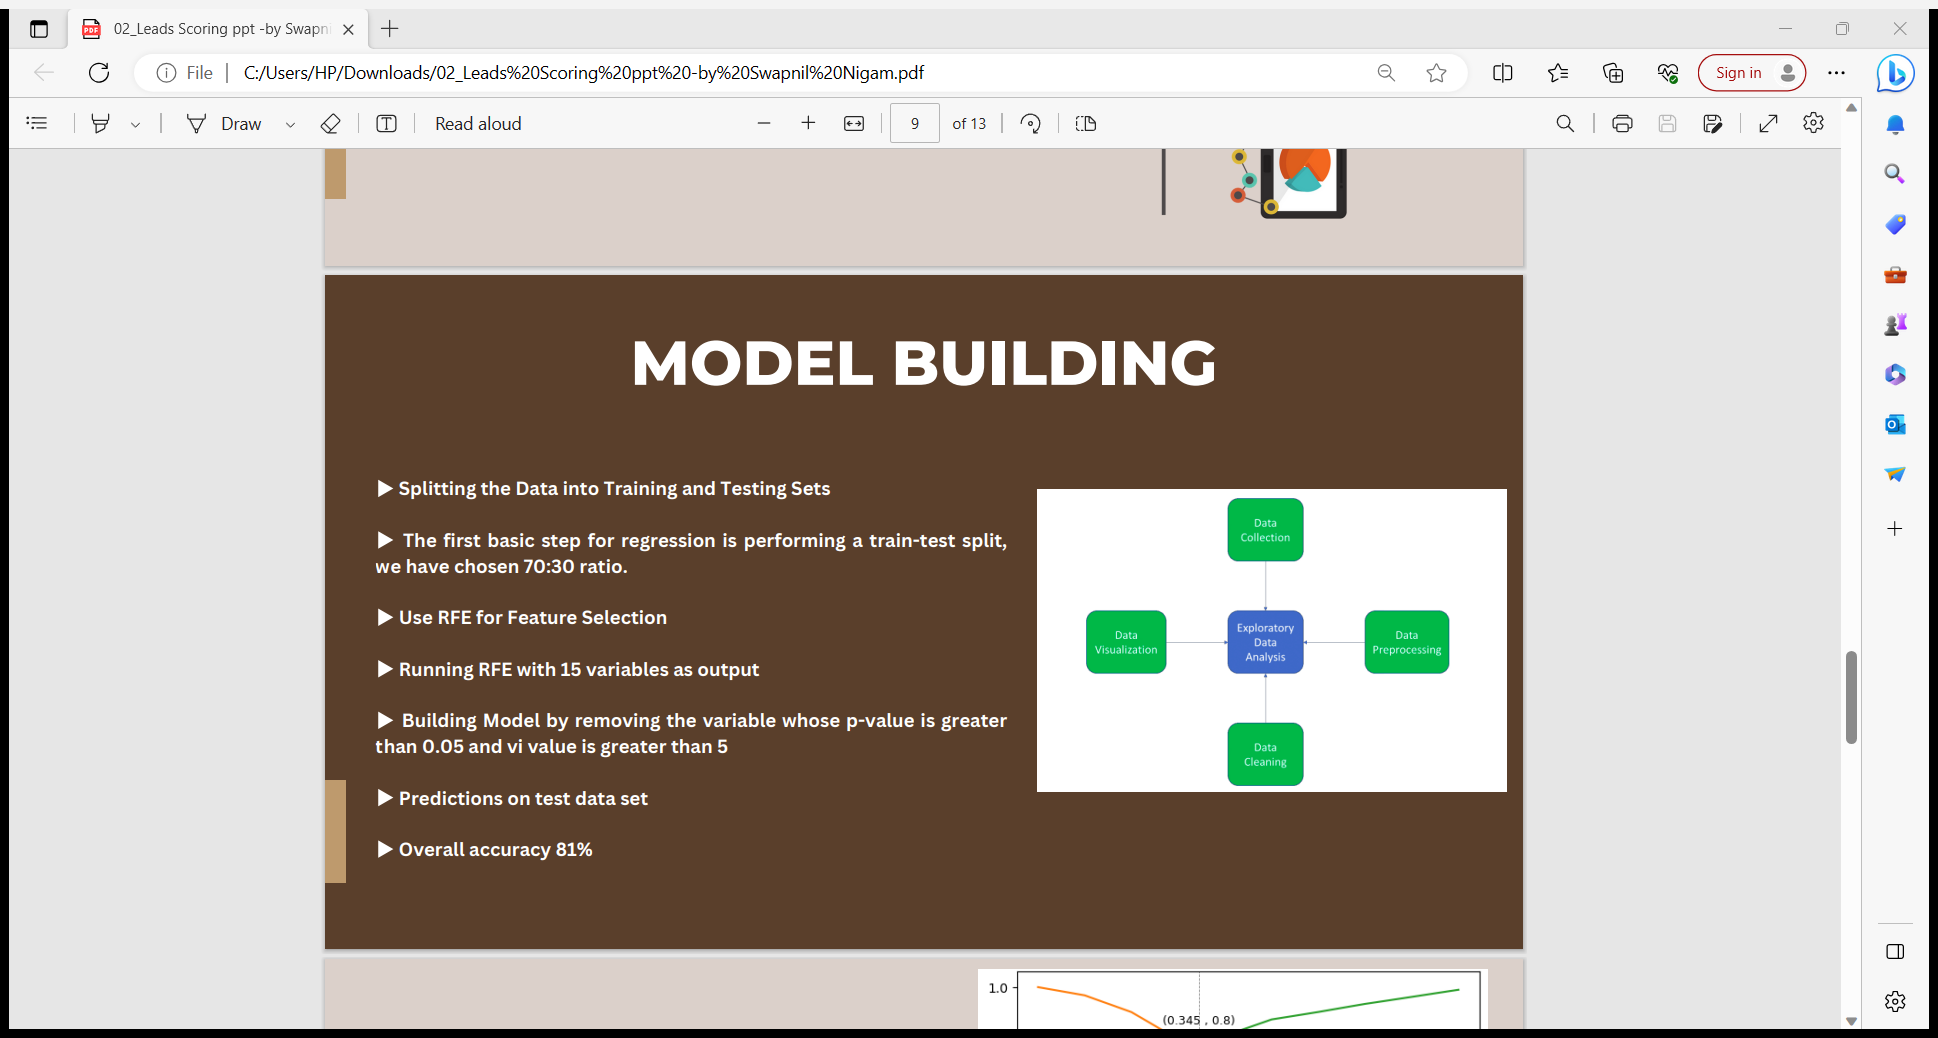 02_Leads Scoring ppt -by Swapni
File
C:/Users/HP/Downloads/02_Leads%20Scoring%20ppt%20-by%20Swapnil%20Nigam.pdf
Sign in
Draw
Read aloud
9
of 13
MODEL BUILDING
▶ Splitting the Data into Training and Testing Sets
▶ The first basic step for regression is performing a train-test split,
we have chosen 70:30 ratio.
▶ Use RFE for Feature Selection
▶ Running RFE with 15 variables as output
▶ Building Model by removing the variable whose p-value is greater
than 0.05 and vi value is greater than 5
▶ Predictions on test data set
▶ Overall accuracy 81%
Data
Collection
Data
Visualization
Exploratory
Data
Analysis
Data
Preprocessing
Data
Cleaning
1.0
(0.345 , 0.8)